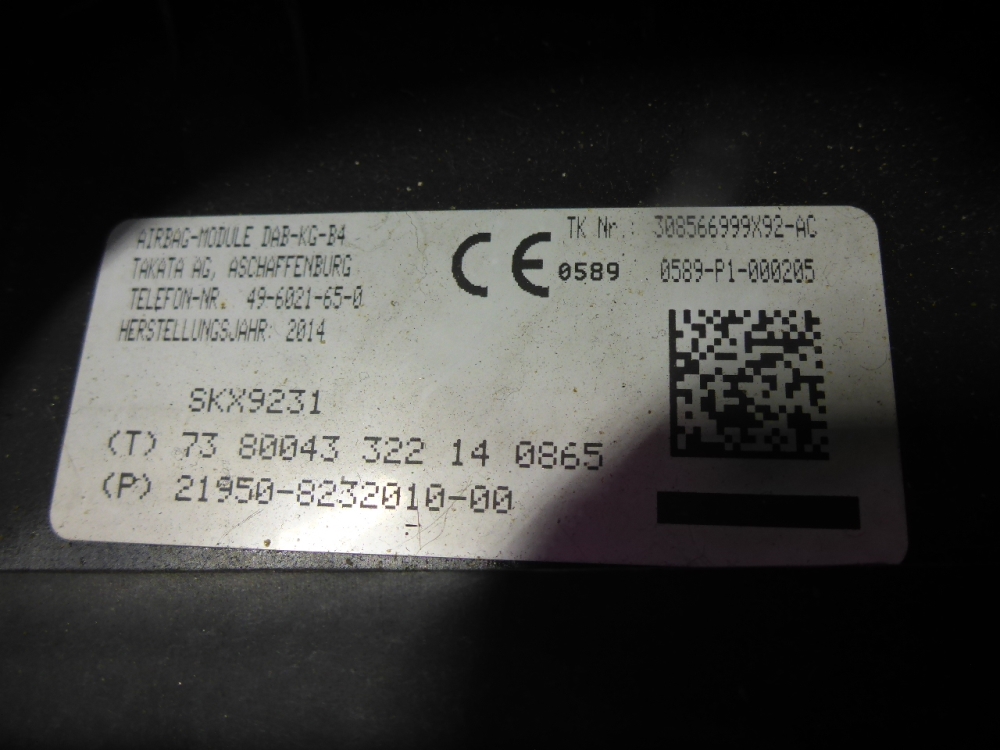 AIRBAG-MODULE DAB-KG-B4
TAKATA AG, ASCHAFFENBURG
TELEFON-NR. 49-6021-65-0
HERSTELLUNGSJAHR: 2014
CE 0589
TK Nr.: 308566999X92-AC
0589-P1-000205
SKX9231
(T) 73 80043 322 14 0865
(P) 21950-8232010-00